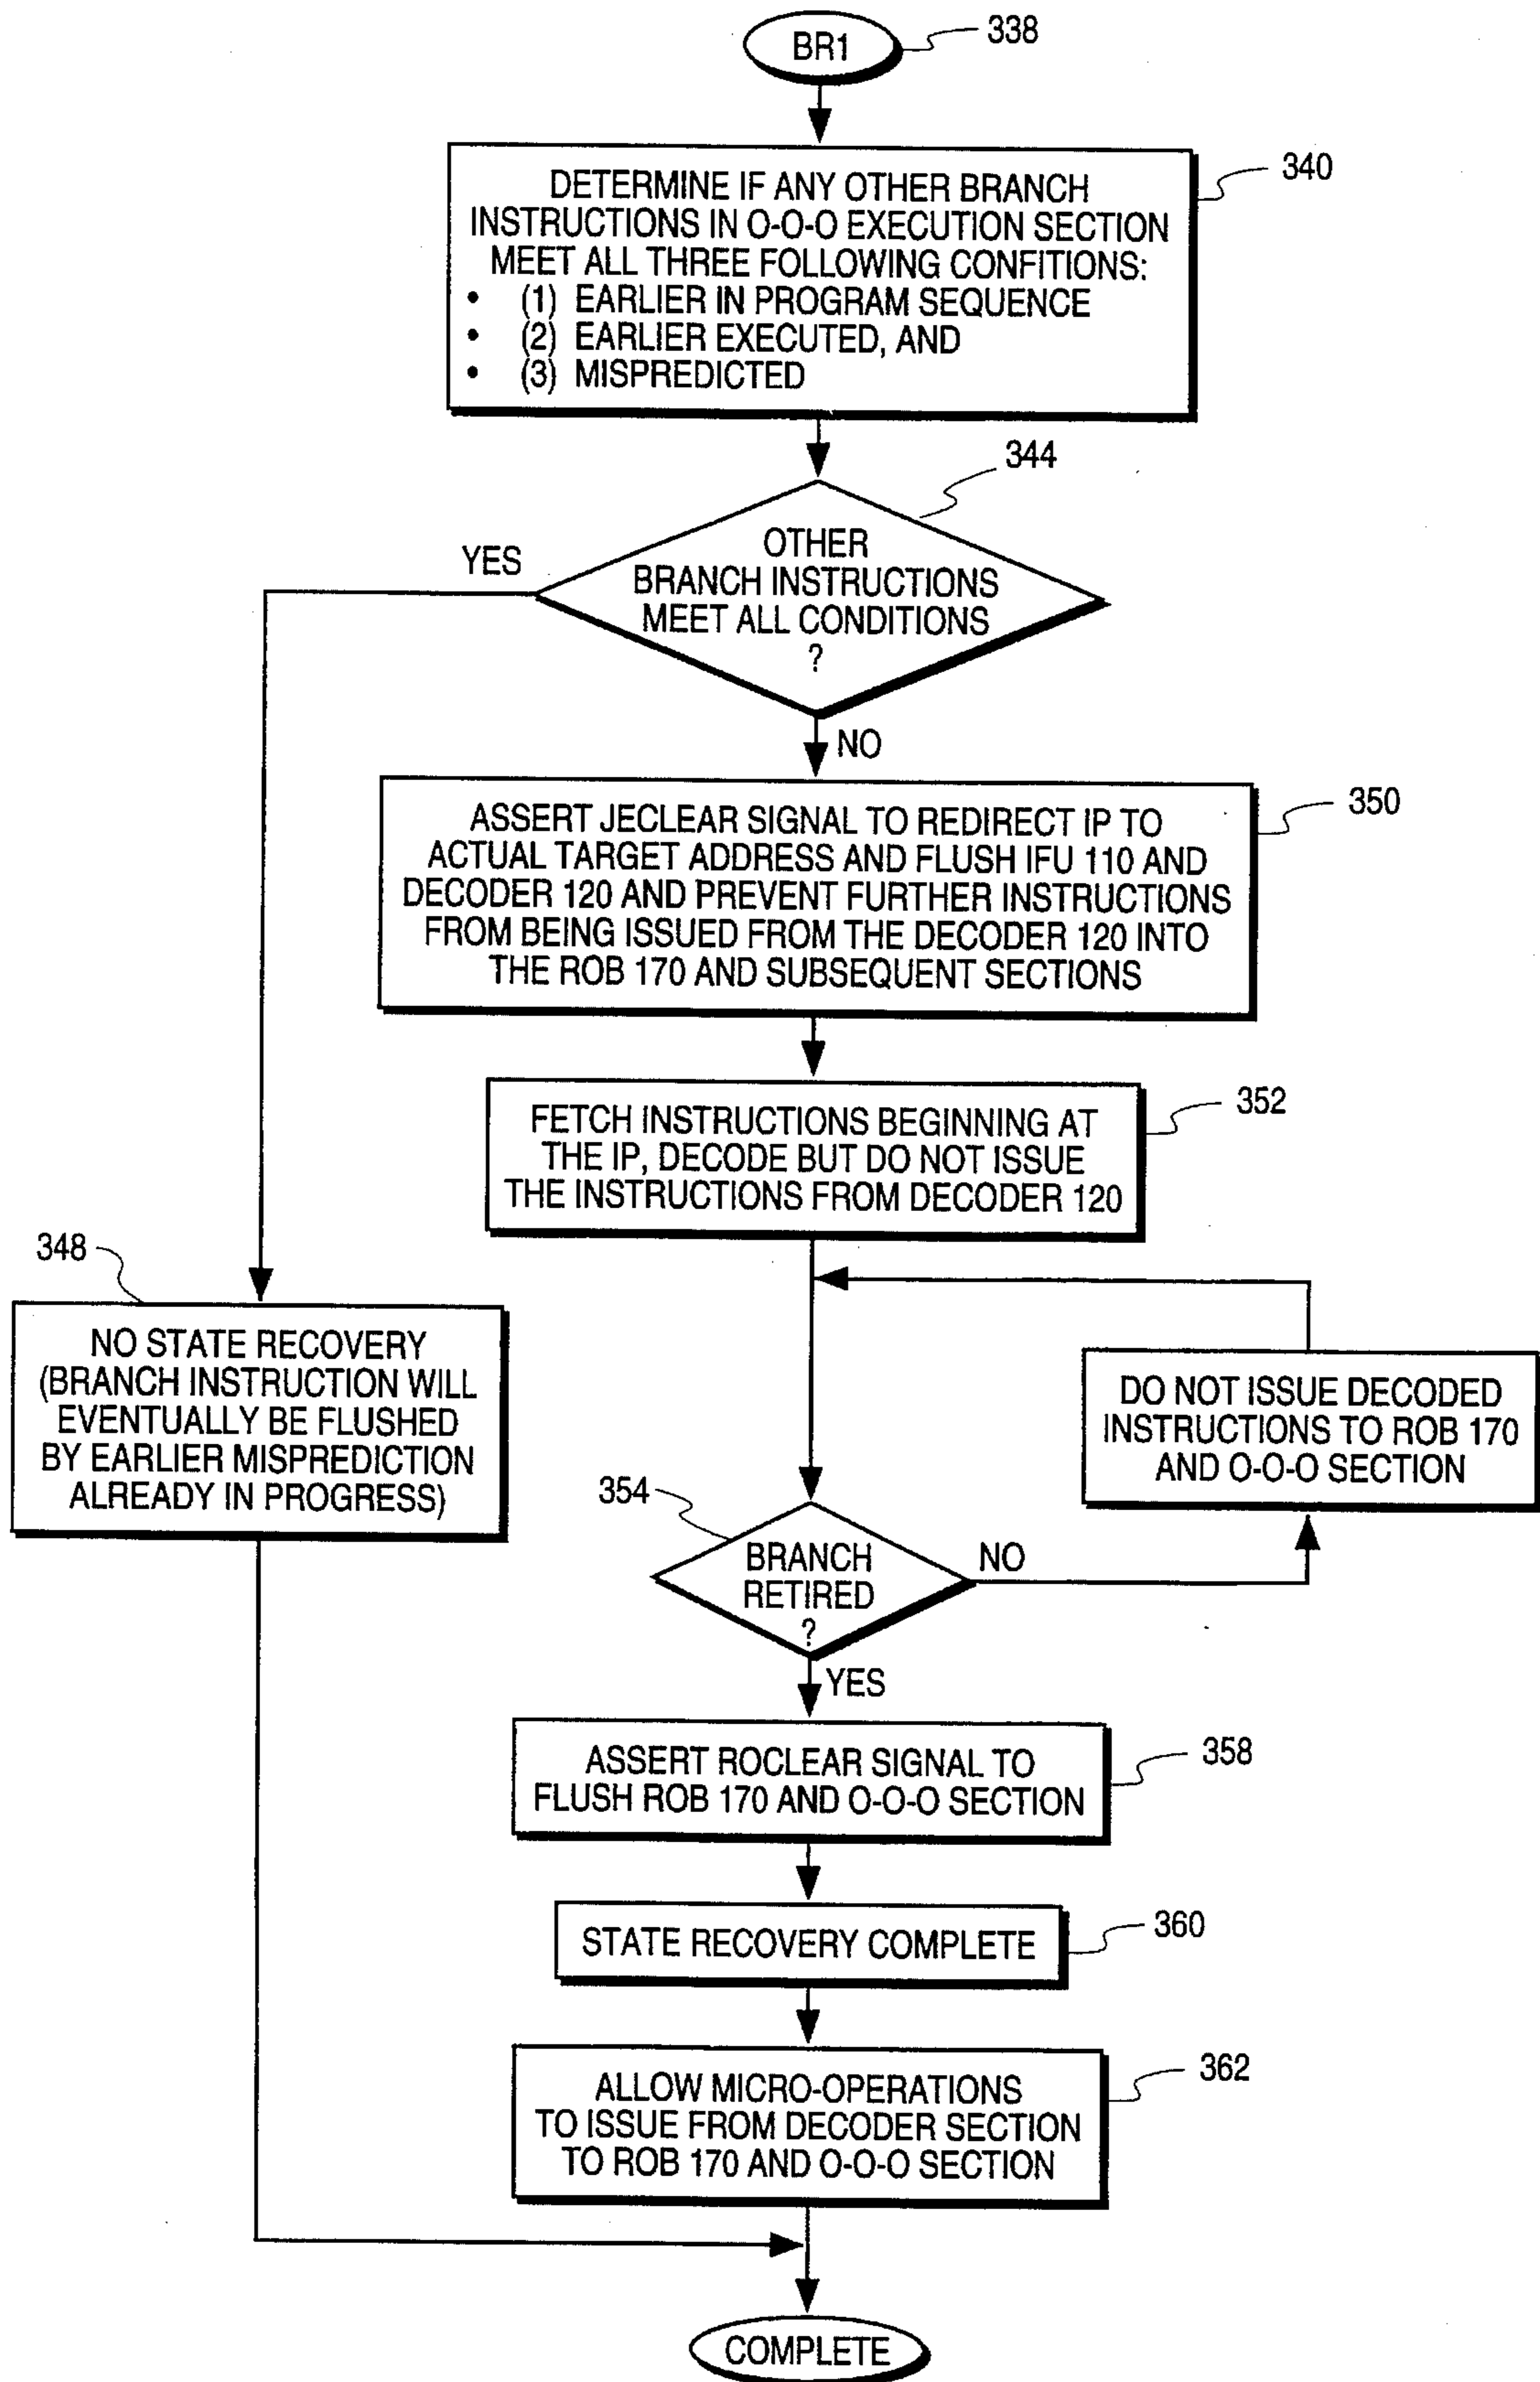 BR1
338
DETERMINE IF ANY OTHER BRANCH
INSTRUCTIONS IN O-O-O EXECUTION SECTION
MEET ALL THREE FOLLOWING CONFITIONS:
• (1) EARLIER IN PROGRAM SEQUENCE
• (2) EARLIER EXECUTED, AND
• (3) MISPREDICTED
340
344
OTHER
BRANCH INSTRUCTIONS
MEET ALL CONDITIONS
?
YES
NO
ASSERT JECLEAR SIGNAL TO REDIRECT IP TO
ACTUAL TARGET ADDRESS AND FLUSH IFU 110 AND
DECODER 120 AND PREVENT FURTHER INSTRUCTIONS
FROM BEING ISSUED FROM THE DECODER 120 INTO
THE ROB 170 AND SUBSEQUENT SECTIONS
350
FETCH INSTRUCTIONS BEGINNING AT
THE IP, DECODE BUT DO NOT ISSUE
THE INSTRUCTIONS FROM DECODER 120
352
348
NO STATE RECOVERY
(BRANCH INSTRUCTION WILL
EVENTUALLY BE FLUSHED
BY EARLIER MISPREDICTION
ALREADY IN PROGRESS)
DO NOT ISSUE DECODED
INSTRUCTIONS TO ROB 170
AND O-O-O SECTION
354
BRANCH
RETIRED
?
NO
YES
ASSERT ROCLEAR SIGNAL TO
FLUSH ROB 170 AND O-O-O SECTION
358
STATE RECOVERY COMPLETE
360
ALLOW MICRO-OPERATIONS
TO ISSUE FROM DECODER SECTION
TO ROB 170 AND O-O-O SECTION
362
COMPLETE